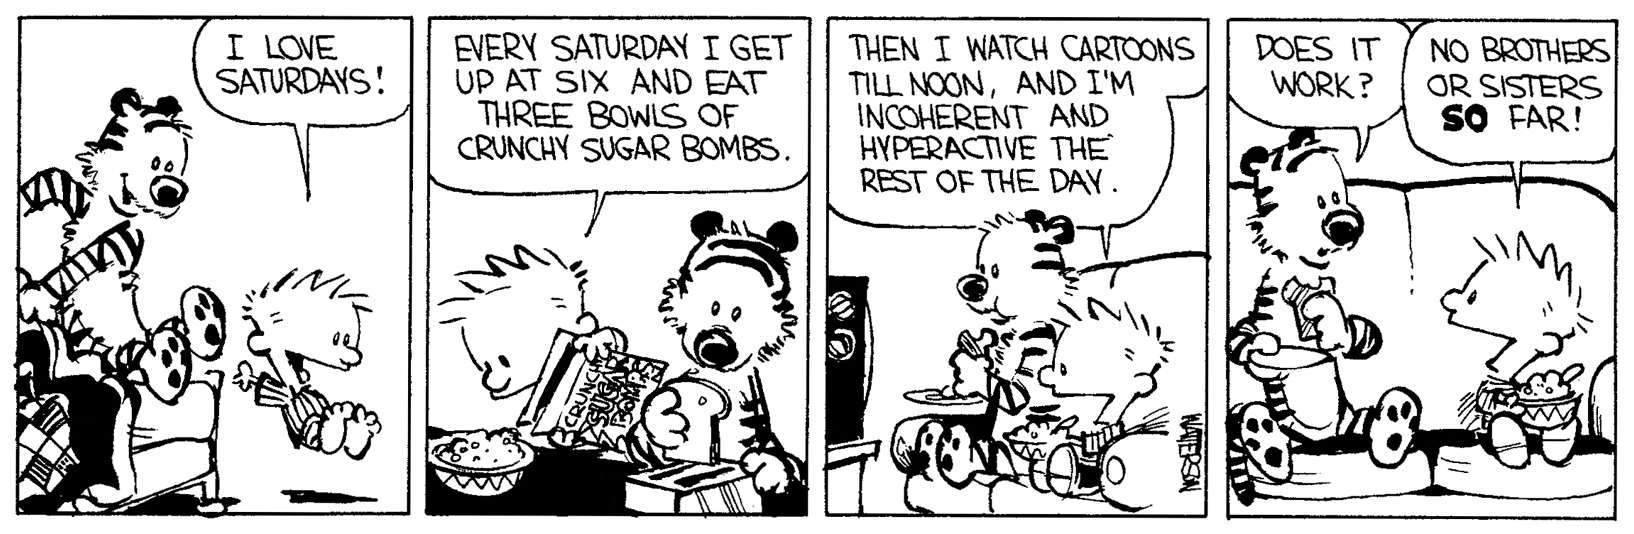 I LOVE
SATURDAYS!
EVERY SATURDAY I GET
UP AT SIX AND EAT
THREE BOWLS OF
CRUNCHY SUGAR BOMBS.
CRUNCHY
SUGAR
BOMBS
THEN I WATCH CARTOONS
TILL NOON, AND I'M
INCOHERENT AND
HYPERACTIVE THE
REST OF THE DAY.
WATTERSON
DOES IT
WORK?
NO BROTHERS
OR SISTERS
SO FAR!